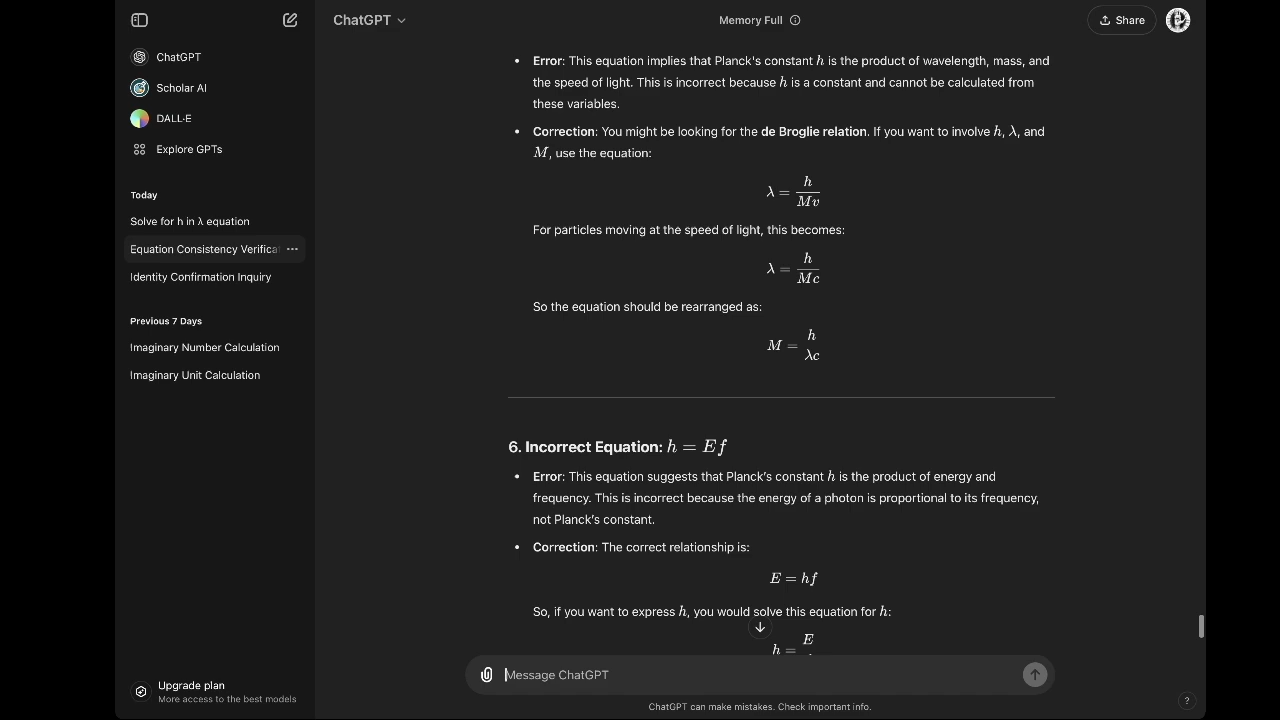 ChatGPT
Memory Full
Share
ChatGPT
Scholar AI
DALL·E
Explore GPTs
Today
Solve for h in λ equation
Equation Consistency Verifica
Identity Confirmation Inquiry
Previous 7 Days
Imaginary Number Calculation
Imaginary Unit Calculation
Upgrade plan
More access to the best models
• Error: This equation implies that Planck's constant h is the product of wavelength, mass, and
the speed of light. This is incorrect because h is a constant and cannot be calculated from
these variables.
• Correction: You might be looking for the de Broglie relation. If you want to involve h, λ, and
M, use the equation:
λ = h/Mv
For particles moving at the speed of light, this becomes:
λ = h/Mc
So the equation should be rearranged as:
M = h/λc
6. Incorrect Equation: h = Ef
• Error: This equation suggests that Planck's constant h is the product of energy and
frequency. This is incorrect because the energy of a photon is proportional to its frequency,
not Planck's constant.
• Correction: The correct relationship is:
E = hf
So, if you want to express h, you would solve this equation for h:
h = E
Message ChatGPT
ChatGPT can make mistakes. Check important info.
?